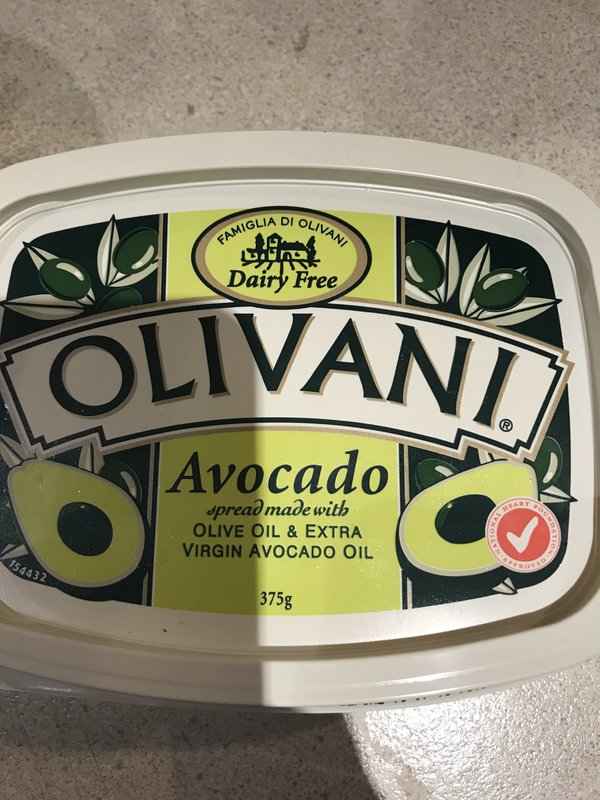 FAMIGLIA DI OLIVANI
Dairy Free
OLIVANI®
Avocado
spread made with
OLIVE OIL & EXTRA
VIRGIN AVOCADO OIL
375g
NATIONAL HEART FOUNDATION
APPROVED
154432